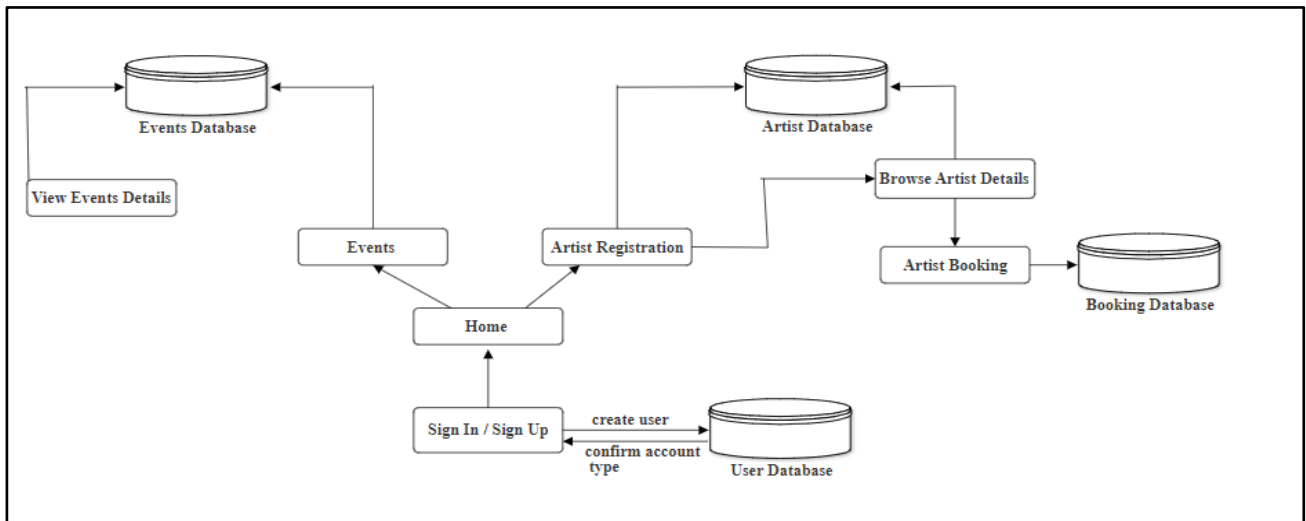 Events Database
Artist Database
View Events Details
Browse Artist Details
Events
Artist Registration
Artist Booking
Booking Database
Home
Sign In / Sign Up
create user
confirm account
type
User Database